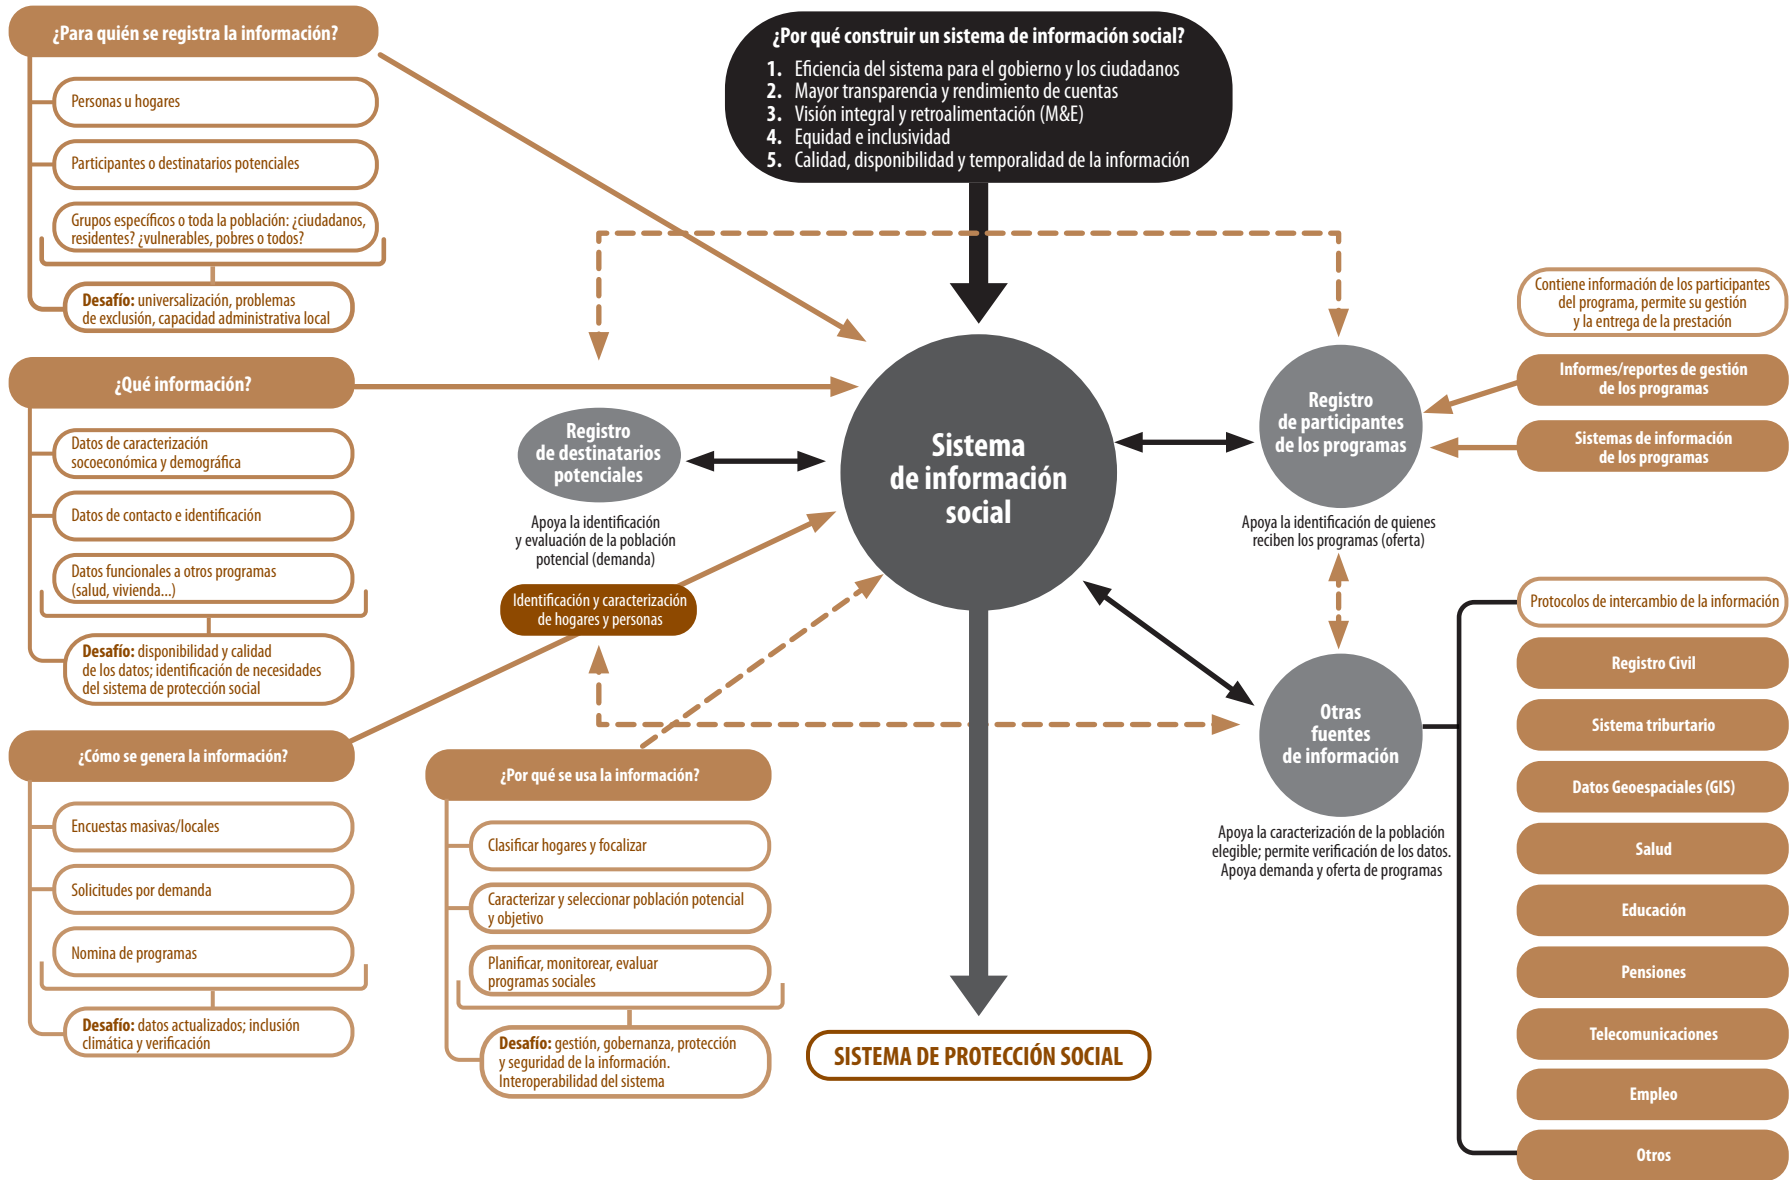 ¿Para quién se registra la información?
Personas u hogares
Participantes o destinatarios potenciales
Grupos específicos o toda la población: ¿ciudadanos,
residentes? ¿vulnerables, pobres o todos?
Desafío: universalización, problemas
de exclusión, capacidad administrativa local
¿Qué información?
Datos de caracterización
socioeconómica y demográfica
Datos de contacto e identificación
Datos funcionales a otros programas
(salud, vivienda...)
Desafío: disponibilidad y calidad
de los datos; identificación de necesidades
del sistema de protección social
¿Cómo se genera la información?
Encuestas masivas/locales
Solicitudes por demanda
Nomina de programas
Desafío: datos actualizados; inclusión
climática y verificación
¿Por qué se usa la información?
Clasificar hogares y focalizar
Caracterizar y seleccionar población potencial
y objetivo
Planificar, monitorear, evaluar
programas sociales
Desafío: gestión, gobernanza, protección
y seguridad de la información.
Interoperabilidad del sistema
¿Por qué construir un sistema de información social?
1. Eficiencia del sistema para el gobierno y los ciudadanos
2. Mayor transparencia y rendimiento de cuentas
3. Visión integral y retroalimentación (M&E)
4. Equidad e inclusividad
5. Calidad, disponibilidad y temporalidad de la información
Registro
de destinatarios
potenciales
Apoya la identificación
y evaluación de la población
potencial (demanda)
Identificación y caracterización
de hogares y personas
Sistema
de información
social
SISTEMA DE PROTECCIÓN SOCIAL
Registro
de participantes
de los programas
Apoya la identificación de quienes
reciben los programas (oferta)
Otras
fuentes
de información
Apoya la caracterización de la población
elegible; permite verificación de los datos.
Apoya demanda y oferta de programas
Contiene información de los participantes
del programa, permite su gestión
y la entrega de la prestación
Informes/reportes de gestión
de los programas
Sistemas de información
de los programas
Protocolos de intercambio de la información
Registro Civil
Sistema triburtario
Datos Geoespaciales (GIS)
Salud
Educación
Pensiones
Telecomunicaciones
Empleo
Otros